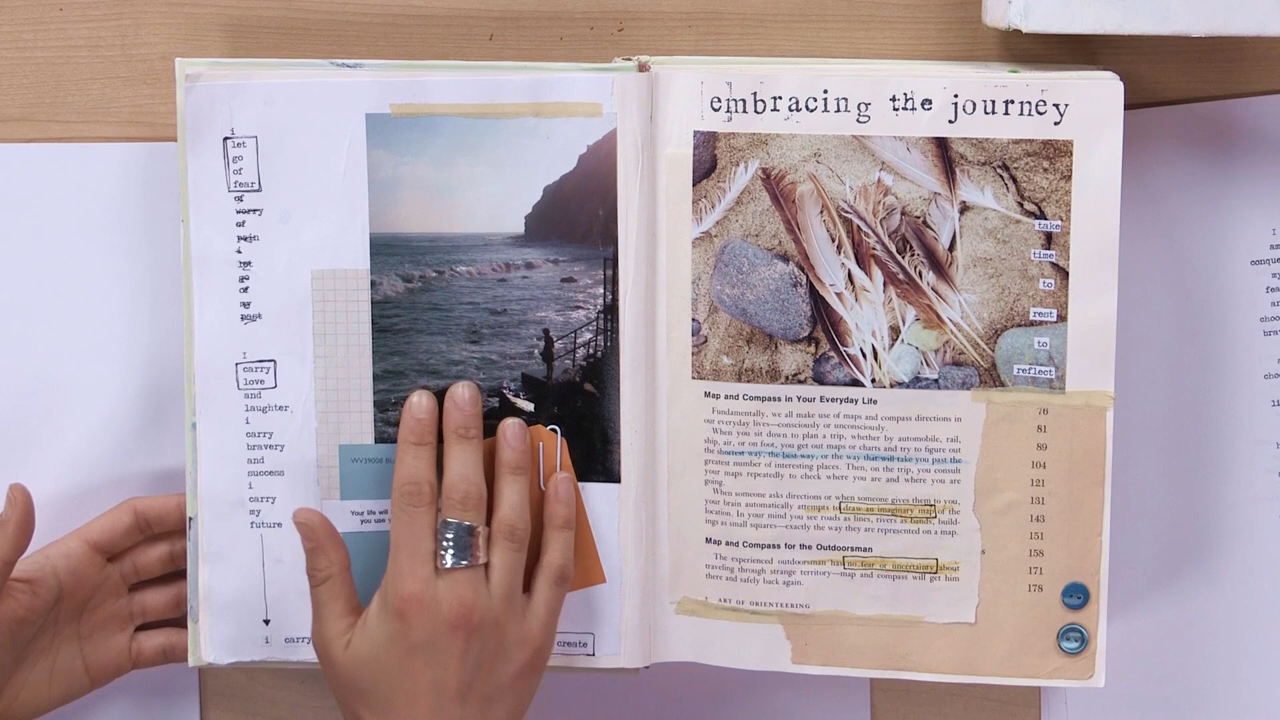 i
let
go
of
fear
of
worry
of
pain
i
let
go
of
my
past
I
carry
love
and
laughter,
i
carry
bravery
and
success
i
carry
my
future
i carry
create
WV39008
Your life will
you use
embracing the journey
take
time
to
rest
to
reflect
Map and Compass in Your Everyday Life
Fundamentally, we all make use of maps and compass directions in
our everyday lives—consciously or unconsciously.
When you sit down to plan a trip, whether by automobile, rail,
ship, air, or on foot, you get out maps or charts and try to figure out
the shortest way, the best way, or the way that will take you past the
greatest number of interesting places. Then, on the trip, you consult
your maps repeatedly to check where you are and where you are
going.
When someone asks directions or when someone gives them to you,
your brain automatically attempts to draw an imaginary map of the
location. In your mind you see roads as lines, rivers as bands, build-
ings as small squares—exactly the way they are represented on a map.
Map and Compass for the Outdoorsman
The experienced outdoorsman has no fear or uncertainty about
traveling through strange territory—map and compass will get him
there and safely back again.
ART OF ORIENTEERING
76
81
89
104
121
131
143
151
s 158
171
178
I